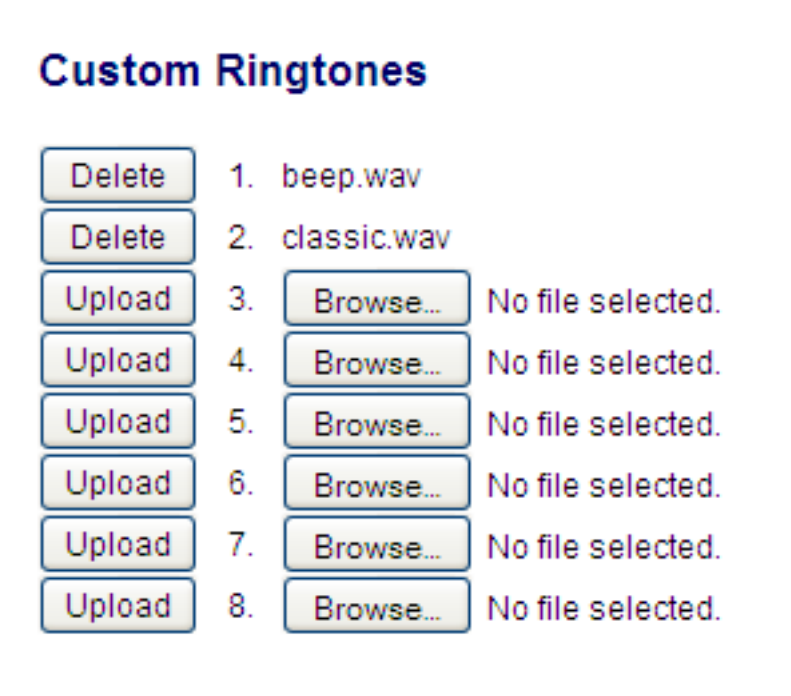 Custom Ringtones
Delete 1. beep.wav
Delete 2. classic.wav
Upload 3. Browse... No file selected.
Upload 4. Browse... No file selected.
Upload 5. Browse... No file selected.
Upload 6. Browse... No file selected.
Upload 7. Browse... No file selected.
Upload 8. Browse... No file selected.